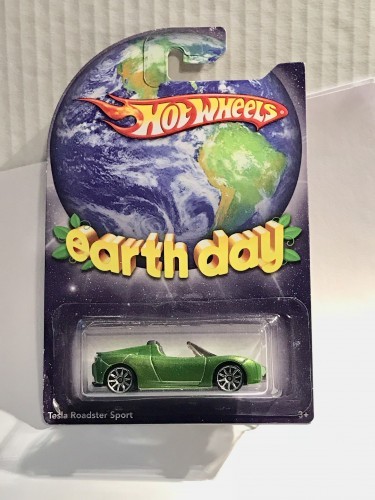 HOT WHEELS
earth day
Tesla Roadster Sport
3+